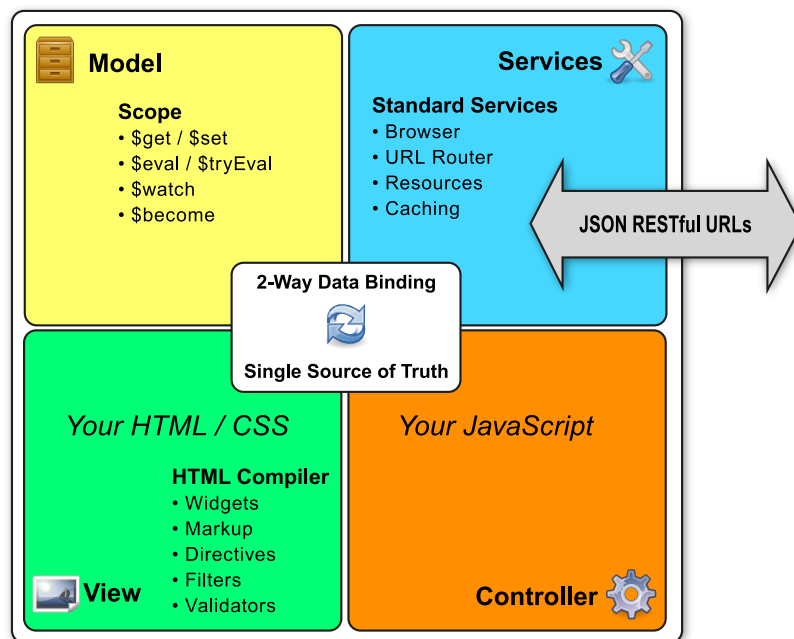 Model
Scope
• $get / $set
• $eval / $tryEval
• $watch
• $become
Services
Standard Services
• Browser
• URL Router
• Resources
• Caching
JSON RESTful URLs
2-Way Data Binding
Single Source of Truth
Your HTML / CSS
HTML Compiler
• Widgets
• Markup
• Directives
• Filters
• Validators
View
Your JavaScript
Controller